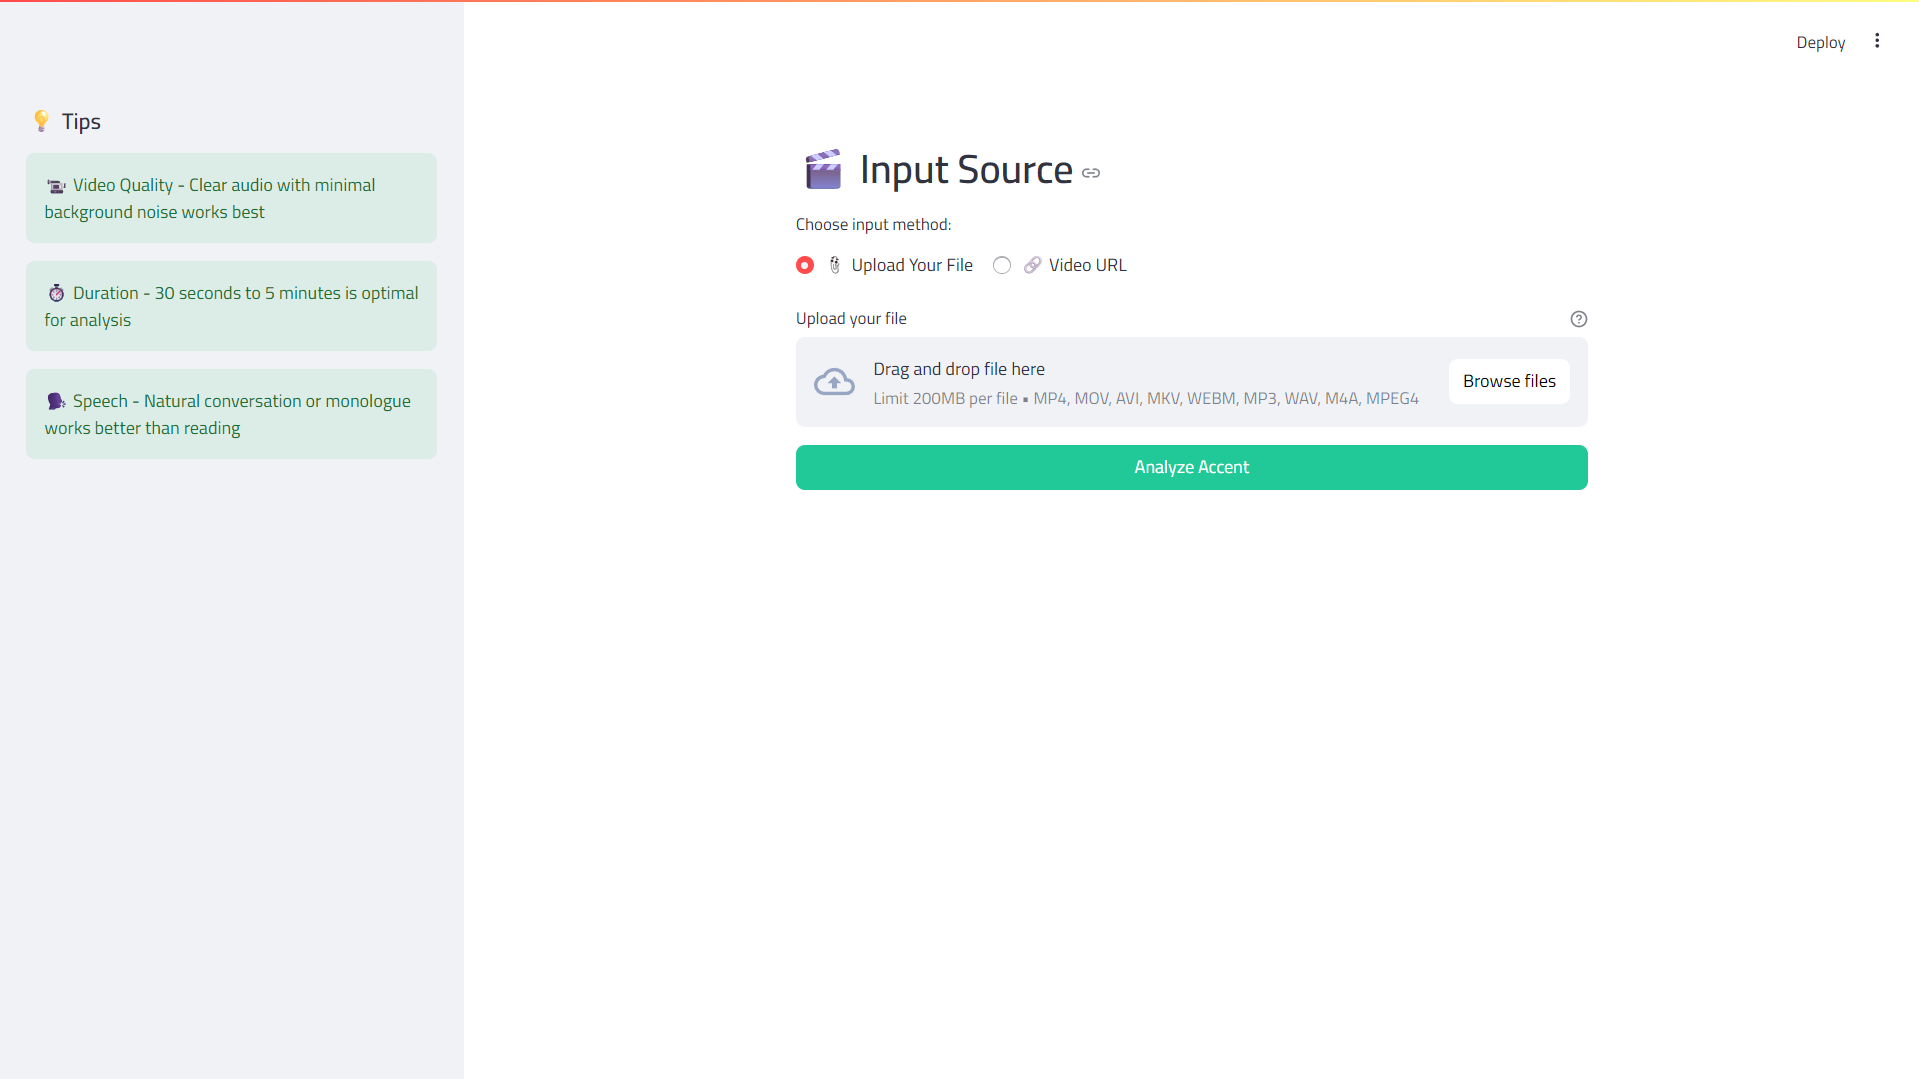 Deploy
Tips
Video Quality - Clear audio with minimal
background noise works best
Duration - 30 seconds to 5 minutes is optimal
for analysis
Speech - Natural conversation or monologue
works better than reading
Input Source
Choose input method:
Upload Your File Video URL
Upload your file
Drag and drop file here
Limit 200MB per file • MP4, MOV, AVI, MKV, WEBM, MP3, WAV, M4A, MPEG4
Browse files
Analyze Accent